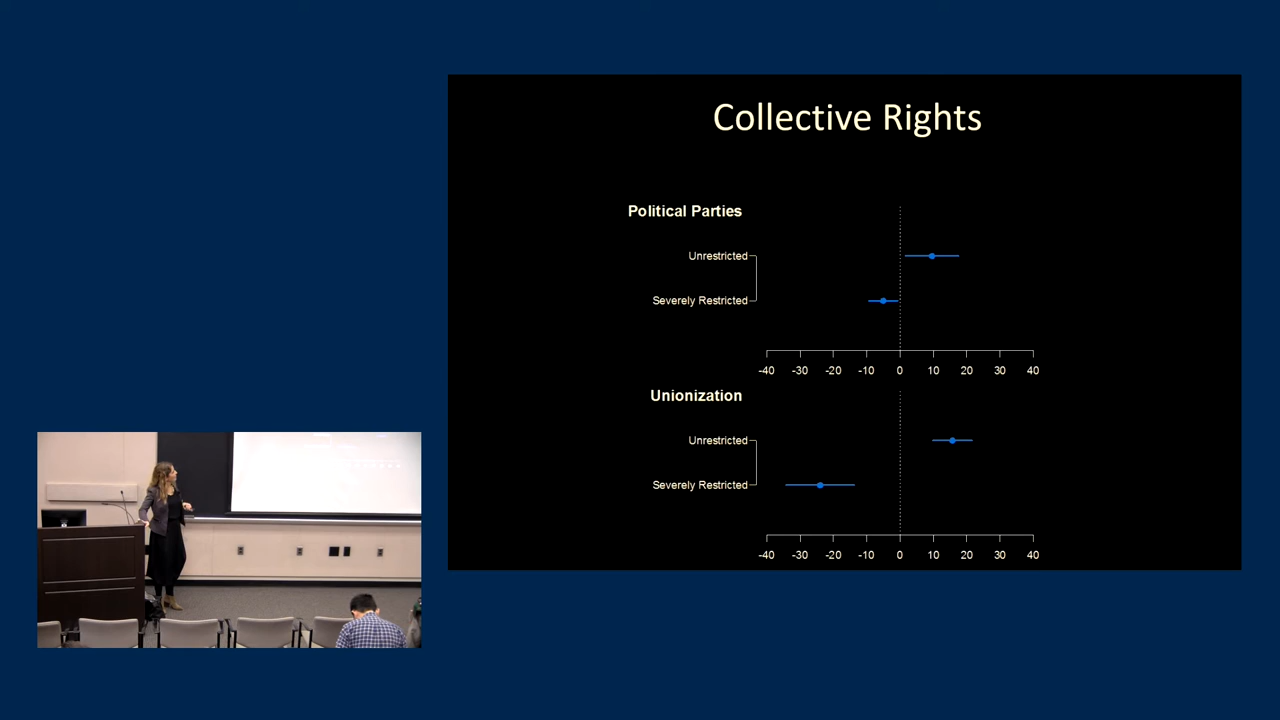 Collective Rights
Political Parties
Unrestricted
Severely Restricted
-40 -30 -20 -10 0 10 20 30 40
Unionization
Unrestricted
Severely Restricted
-40 -30 -20 -10 0 10 20 30 40